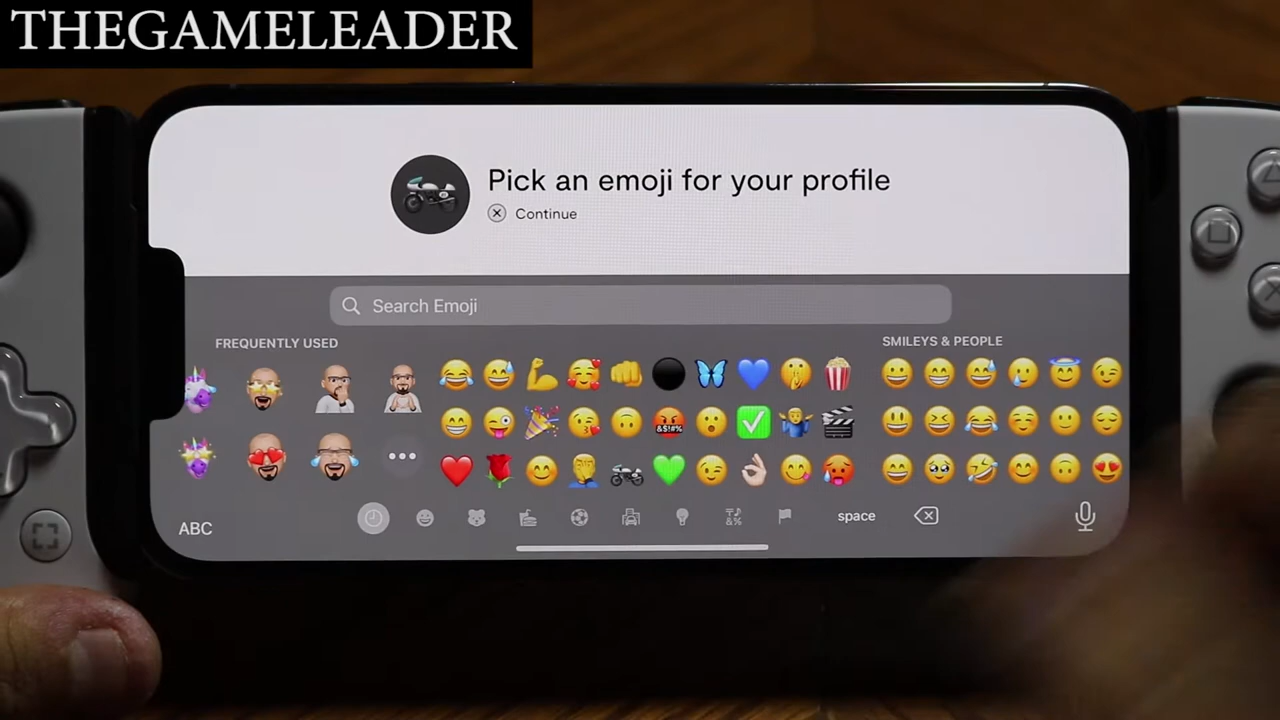 THEGAMELEADER
Pick an emoji for your profile
Continue
Search Emoji
FREQUENTLY USED
SMILEYS & PEOPLE
&$!#%
ABC
space